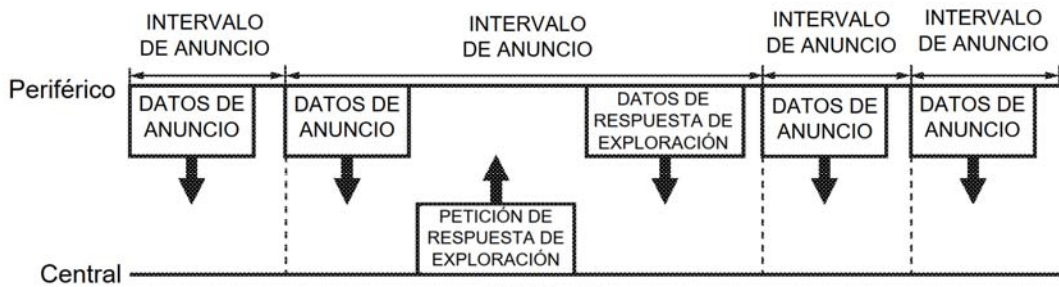 INTERVALO
DE ANUNCIO
INTERVALO
DE ANUNCIO
INTERVALO
DE ANUNCIO
INTERVALO
DE ANUNCIO
Periférico
DATOS DE
ANUNCIO
DATOS DE
ANUNCIO
DATOS DE
RESPUESTA DE
EXPLORACIÓN
DATOS DE
ANUNCIO
DATOS DE
ANUNCIO
PETICIÓN DE
RESPUESTA DE
EXPLORACIÓN
Central